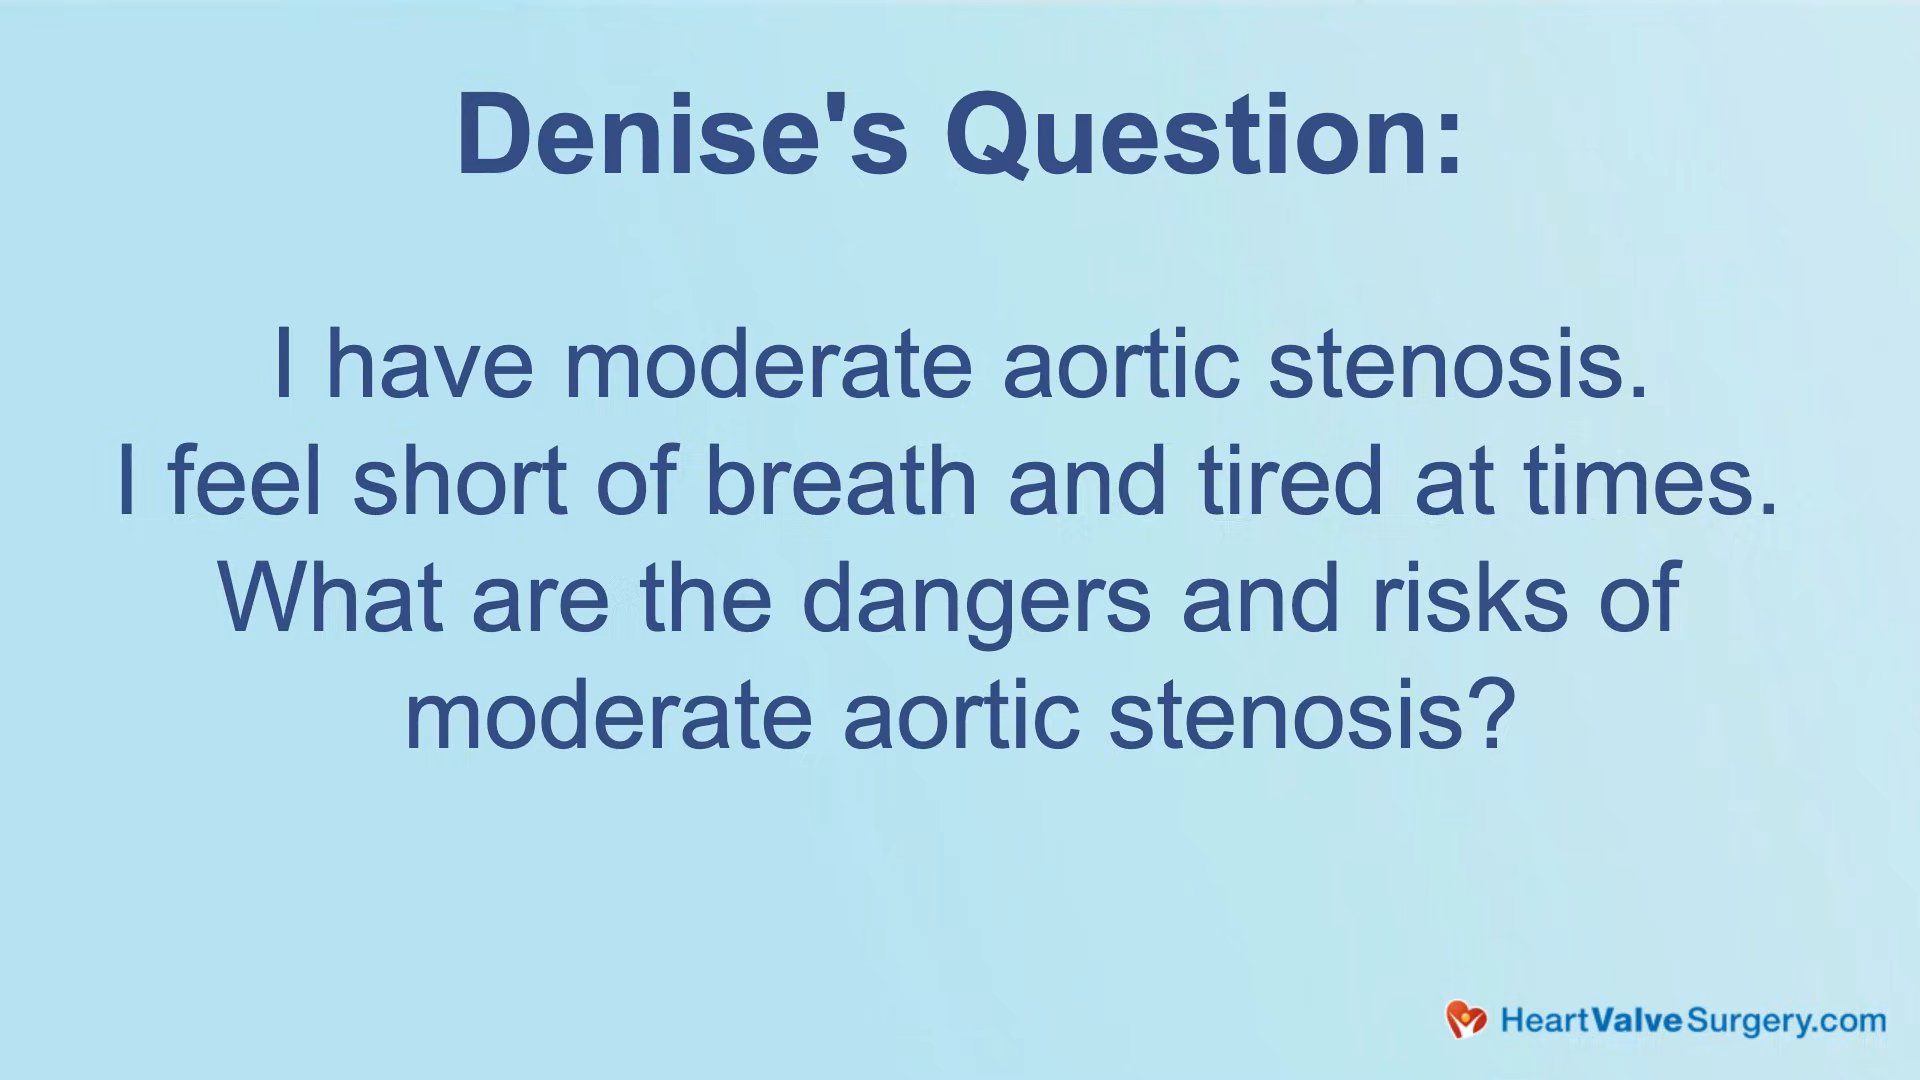 Denise's Question:
I have moderate aortic stenosis.
I feel short of breath and tired at times.
What are the dangers and risks of
moderate aortic stenosis?
HeartValveSurgery.com